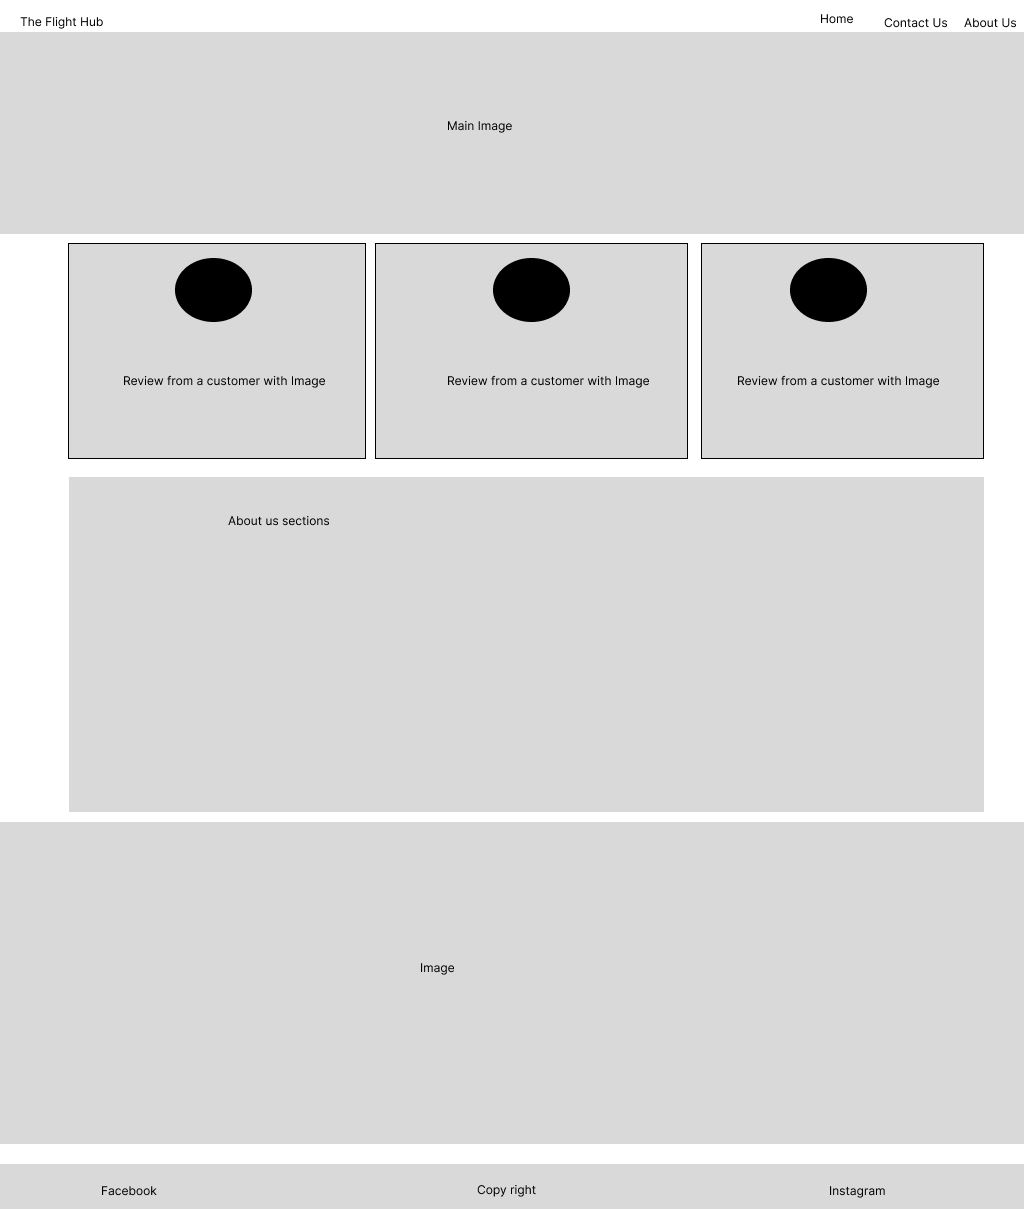 The Flight Hub
Home
Contact Us
About Us
Main Image
Review from a customer with Image
Review from a customer with Image
Review from a customer with Image
About us sections
Image
Facebook
Copy right
Instagram